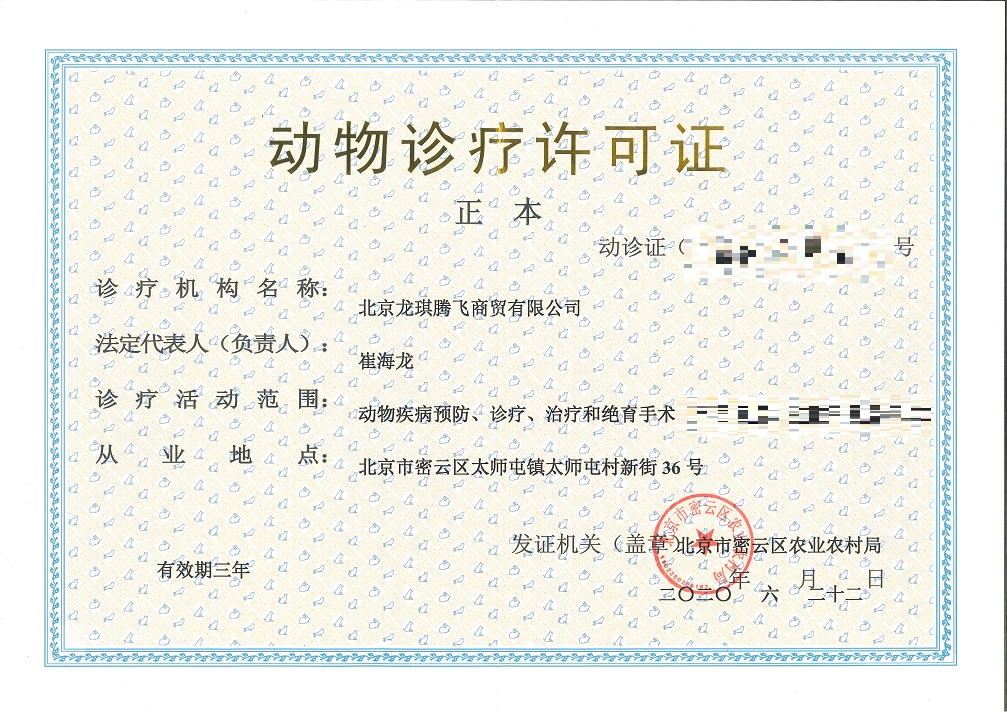 动物诊疗许可证
正 本
动诊证（ 号
诊疗机构名称：
北京龙琪腾飞商贸有限公司
法定代表人（负责人）：
崔海龙
诊疗活动范围：
动物疾病预防、诊疗、治疗和绝育手术
从业地点：
北京市密云区太师屯镇太师屯村新街 36 号
发证机关（盖章）北京市密云区农业农村局
有效期三年
年 月 日
二〇二〇 六 二十二
北京市密云区农业农村局